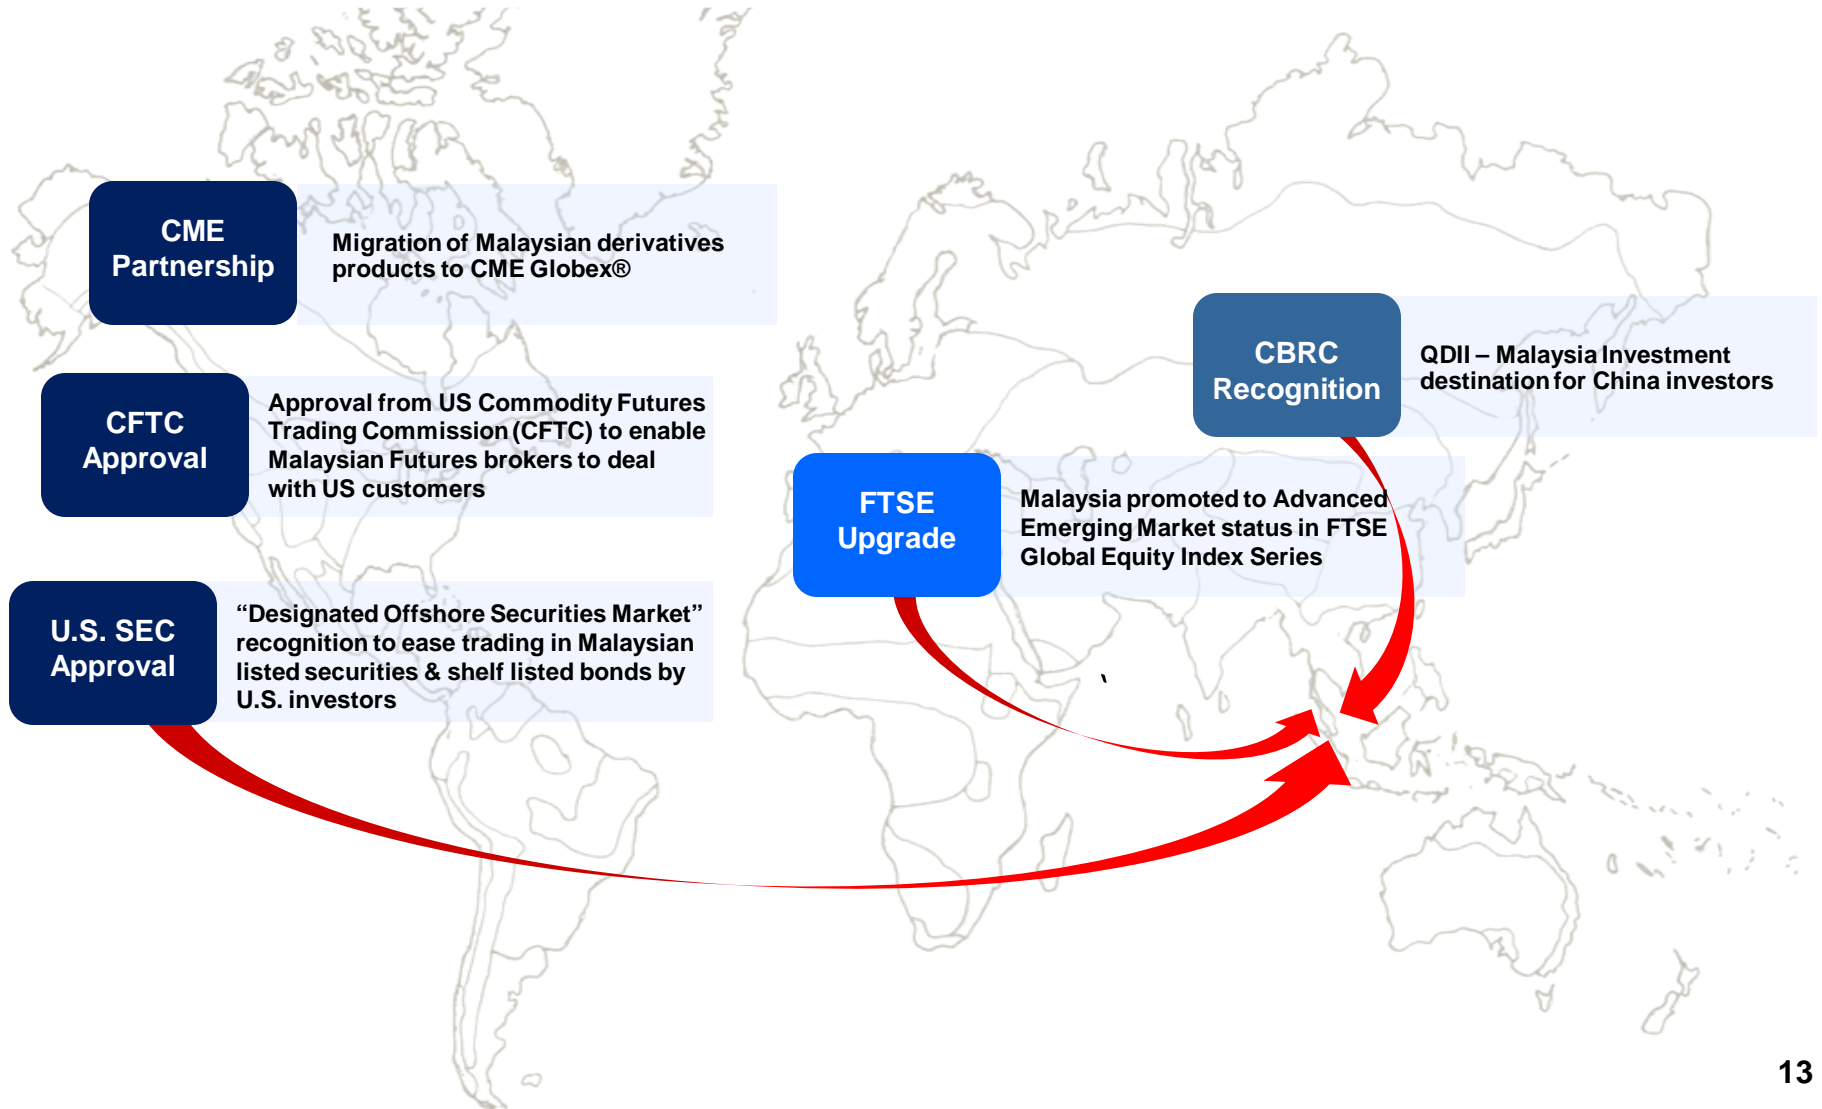 CME
Partnership
Migration of Malaysian derivatives
products to CME Globex®
CFTC
Approval
Approval from US Commodity Futures
Trading Commission (CFTC) to enable
Malaysian Futures brokers to deal
with US customers
U.S. SEC
Approval
“Designated Offshore Securities Market”
recognition to ease trading in Malaysian
listed securities & shelf listed bonds by
U.S. investors
FTSE
Upgrade
Malaysia promoted to Advanced
Emerging Market status in FTSE
Global Equity Index Series
CBRC
Recognition
QDII – Malaysia Investment
destination for China investors
`
13